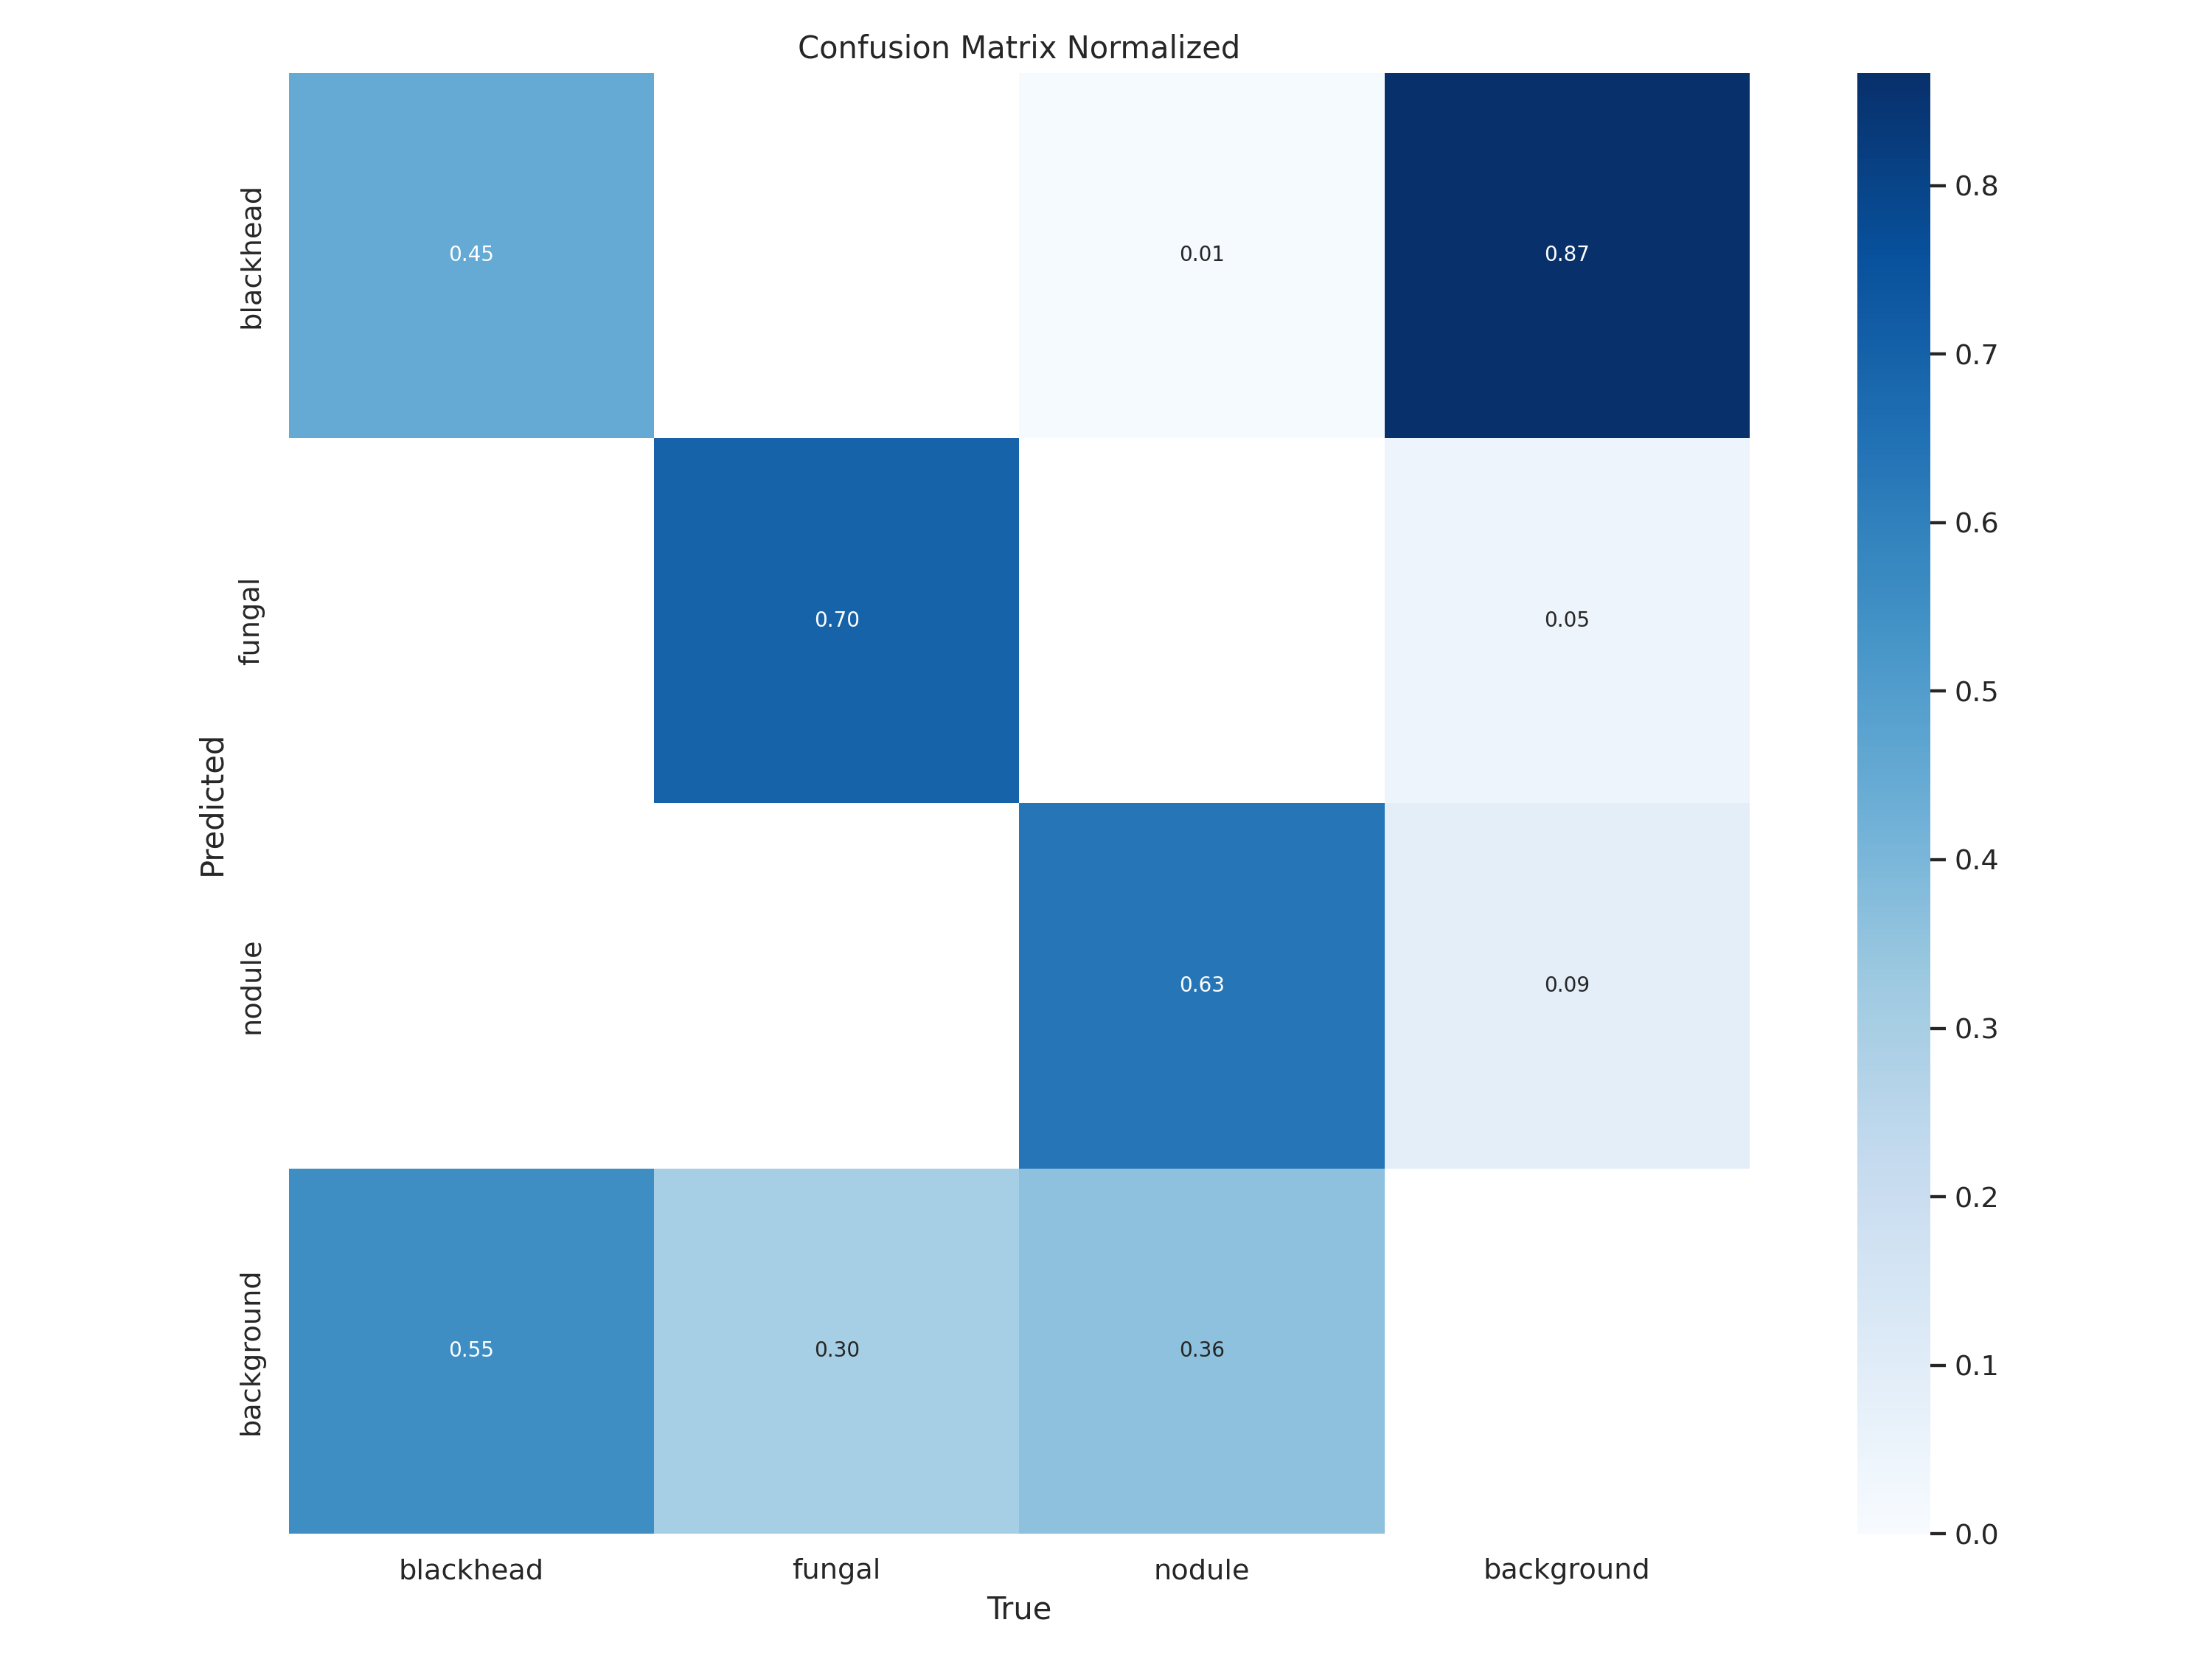 Confusion Matrix Normalized
blackhead
0.45
0.01
0.87
fungal
0.70
0.05
nodule
0.63
0.09
background
0.55
0.30
0.36
Predicted
blackhead fungal nodule background
True
0.8
0.7
0.6
0.5
0.4
0.3
0.2
0.1
0.0